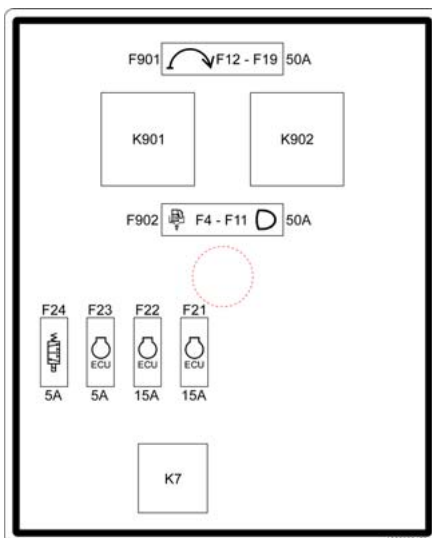 F901 F12 - F19 50A
K901 K902
F902 F4 - F11 50A
F24 F23 F22 F21
ECU ECU ECU
5A 5A 15A 15A
K7